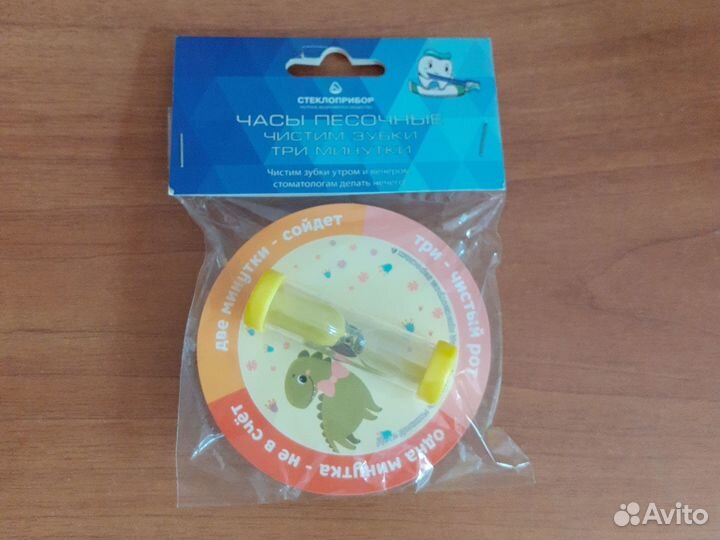 СТЕКЛОПРИБОР
ЧАСЫ ПЕСОЧНЫЕ
ЧИСТИМ ЗУБКИ
ТРИ МИНУТКИ
Чистим зубки утром и вечером
стоматологам делать нечего
одна минутка - не в счёт
две минутки - сойдет
три - чистый рот
Avito